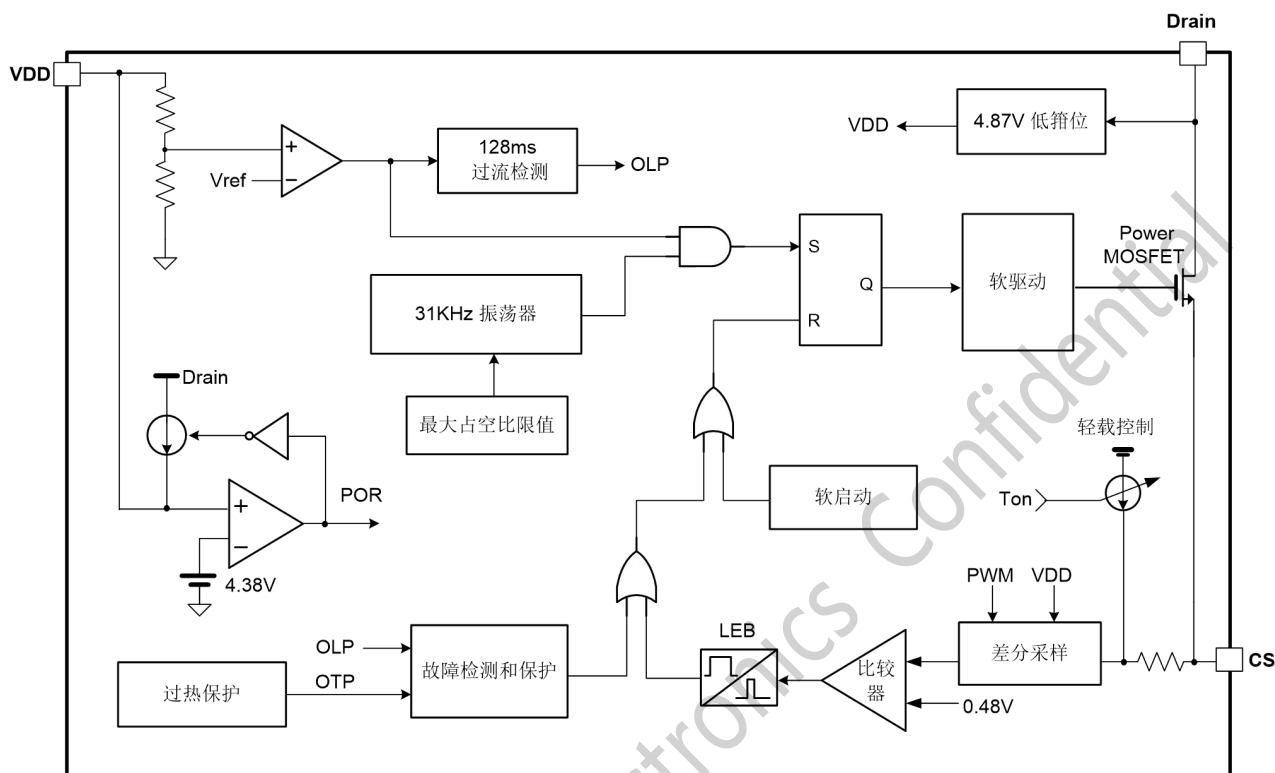 Drain
VDD
4.87V 低箝位
VDD
128ms
过流检测
OLP
+
−
Vref
Power
MOSFET
S
Q
R
软驱动
31KHz 振荡器
最大占空比限值
Drain
轻载控制
POR
软启动
Ton
+
−
4.38V
PWM
VDD
LEB
OLP
故障检测和保护
比较
器
差分采样
CS
过热保护
OTP
0.48V
stronics Confidential